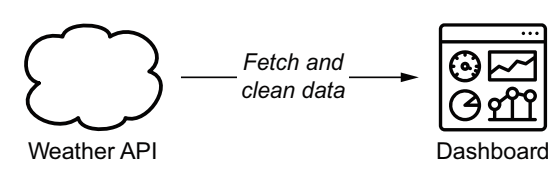 Fetch and
clean data
Weather API
Dashboard